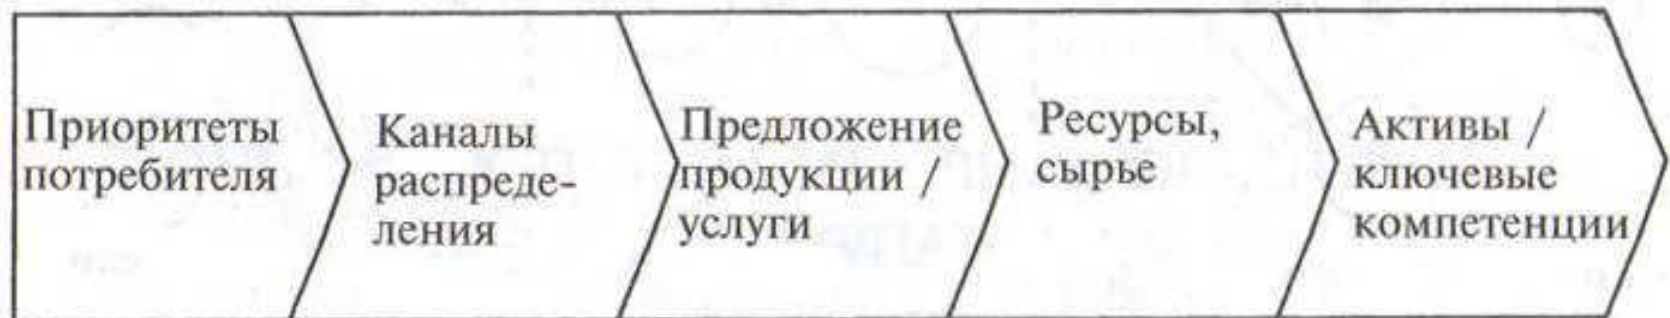 Приоритеты
потребителя
Каналы
распреде-
ления
Предложение
продукции /
услуги
Ресурсы,
сырье
Активы /
ключевые
компетенции